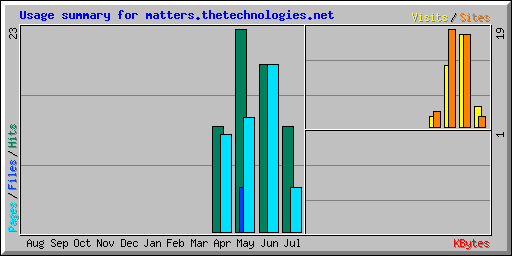 Usage summary for matters.thetechnologies.net
Visits/Sites
23
19
1
Pages/Files/Hits
Aug Sep Oct Nov Dec Jan Feb Mar Apr May Jun Jul
KBytes